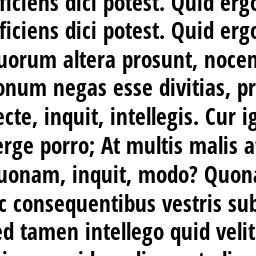 ficiens dici potest. Quid ergo
ficiens dici potest. Quid ergo
uorum altera prosunt, nocen
onum negas esse divitias, pr
ecte, inquit, intellegis. Cur ig
erge porro; At multis malis a
uonam, inquit, modo? Quona
c consequentibus vestris sub
ed tamen intellego quid velit